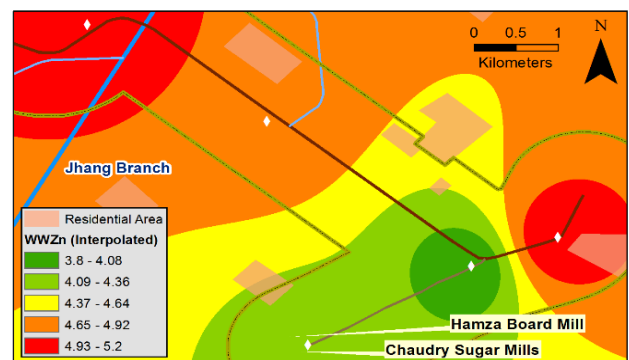 0 0.5 1
Kilometers
N
Jhang Branch
Residential Area
WWZn (Interpolated)
3.8 - 4.08
4.09 - 4.36
4.37 - 4.64
4.65 - 4.92
4.93 - 5.2
Hamza Board Mill
Chaudry Sugar Mills